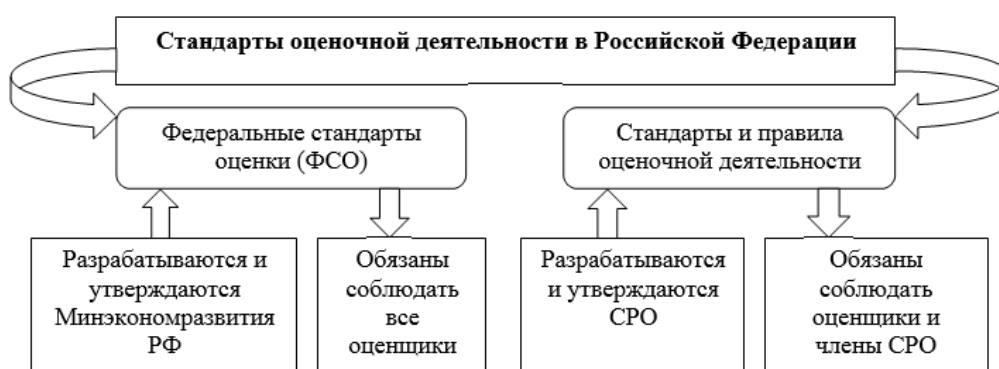 Стандарты оценочной деятельности в Российской Федерации
Федеральные стандарты
оценки (ФСО)
Стандарты и правила
оценочной деятельности
Разрабатываются и
утверждаются
Минэкономразвития
РФ
Обязаны
соблюдать
все
оценщики
Разрабатываются
и утверждаются
СРО
Обязаны
соблюдать
оценщики и
члены СРО